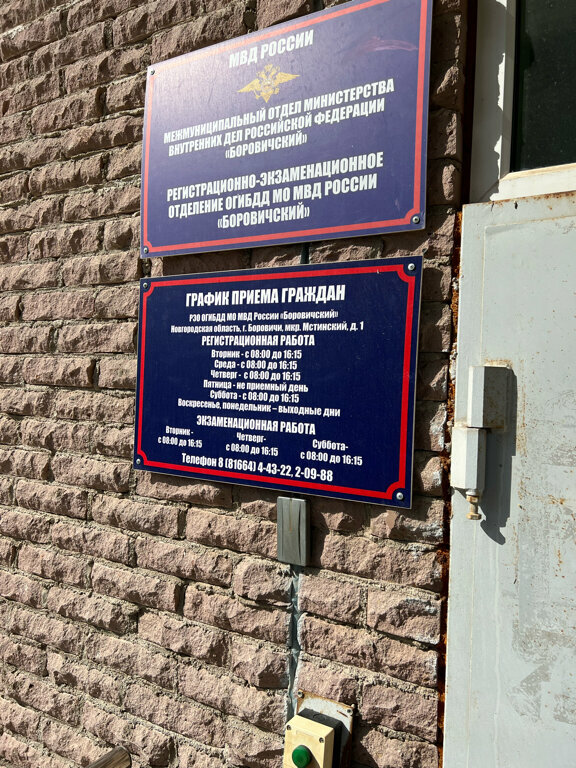 МВД РОССИИ
МЕЖМУНИЦИПАЛЬНЫЙ ОТДЕЛ МИНИСТЕРСТВА
ВНУТРЕННИХ ДЕЛ РОССИЙСКОЙ ФЕДЕРАЦИИ
«БОРОВИЧСКИЙ»
РЕГИСТРАЦИОННО-ЭКЗАМЕНАЦИОННОЕ
ОТДЕЛЕНИЕ ОГИБДД МО МВД РОССИИ
«БОРОВИЧСКИЙ»
ГРАФИК ПРИЕМА ГРАЖДАН
РЭО ОГИБДД МО МВД России «Боровичский»
Новгородская область, г. Боровичи, мкр. Мстинский, д. 1
РЕГИСТРАЦИОННАЯ РАБОТА
Вторник - с 08:00 до 16:15
Среда - с 08:00 до 16:15
Четверг - с 08:00 до 16:15
Пятница - не приемный день
Суббота - с 08:00 до 16:15
Воскресенье, понедельник – выходные дни
ЭКЗАМЕНАЦИОННАЯ РАБОТА
Вторник - Четверг- Суббота-
с 08:00 до 16:15 с 08:00 до 16:15 с 08:00 до 16:15
Телефон 8 (81664) 4-43-22, 2-09-88